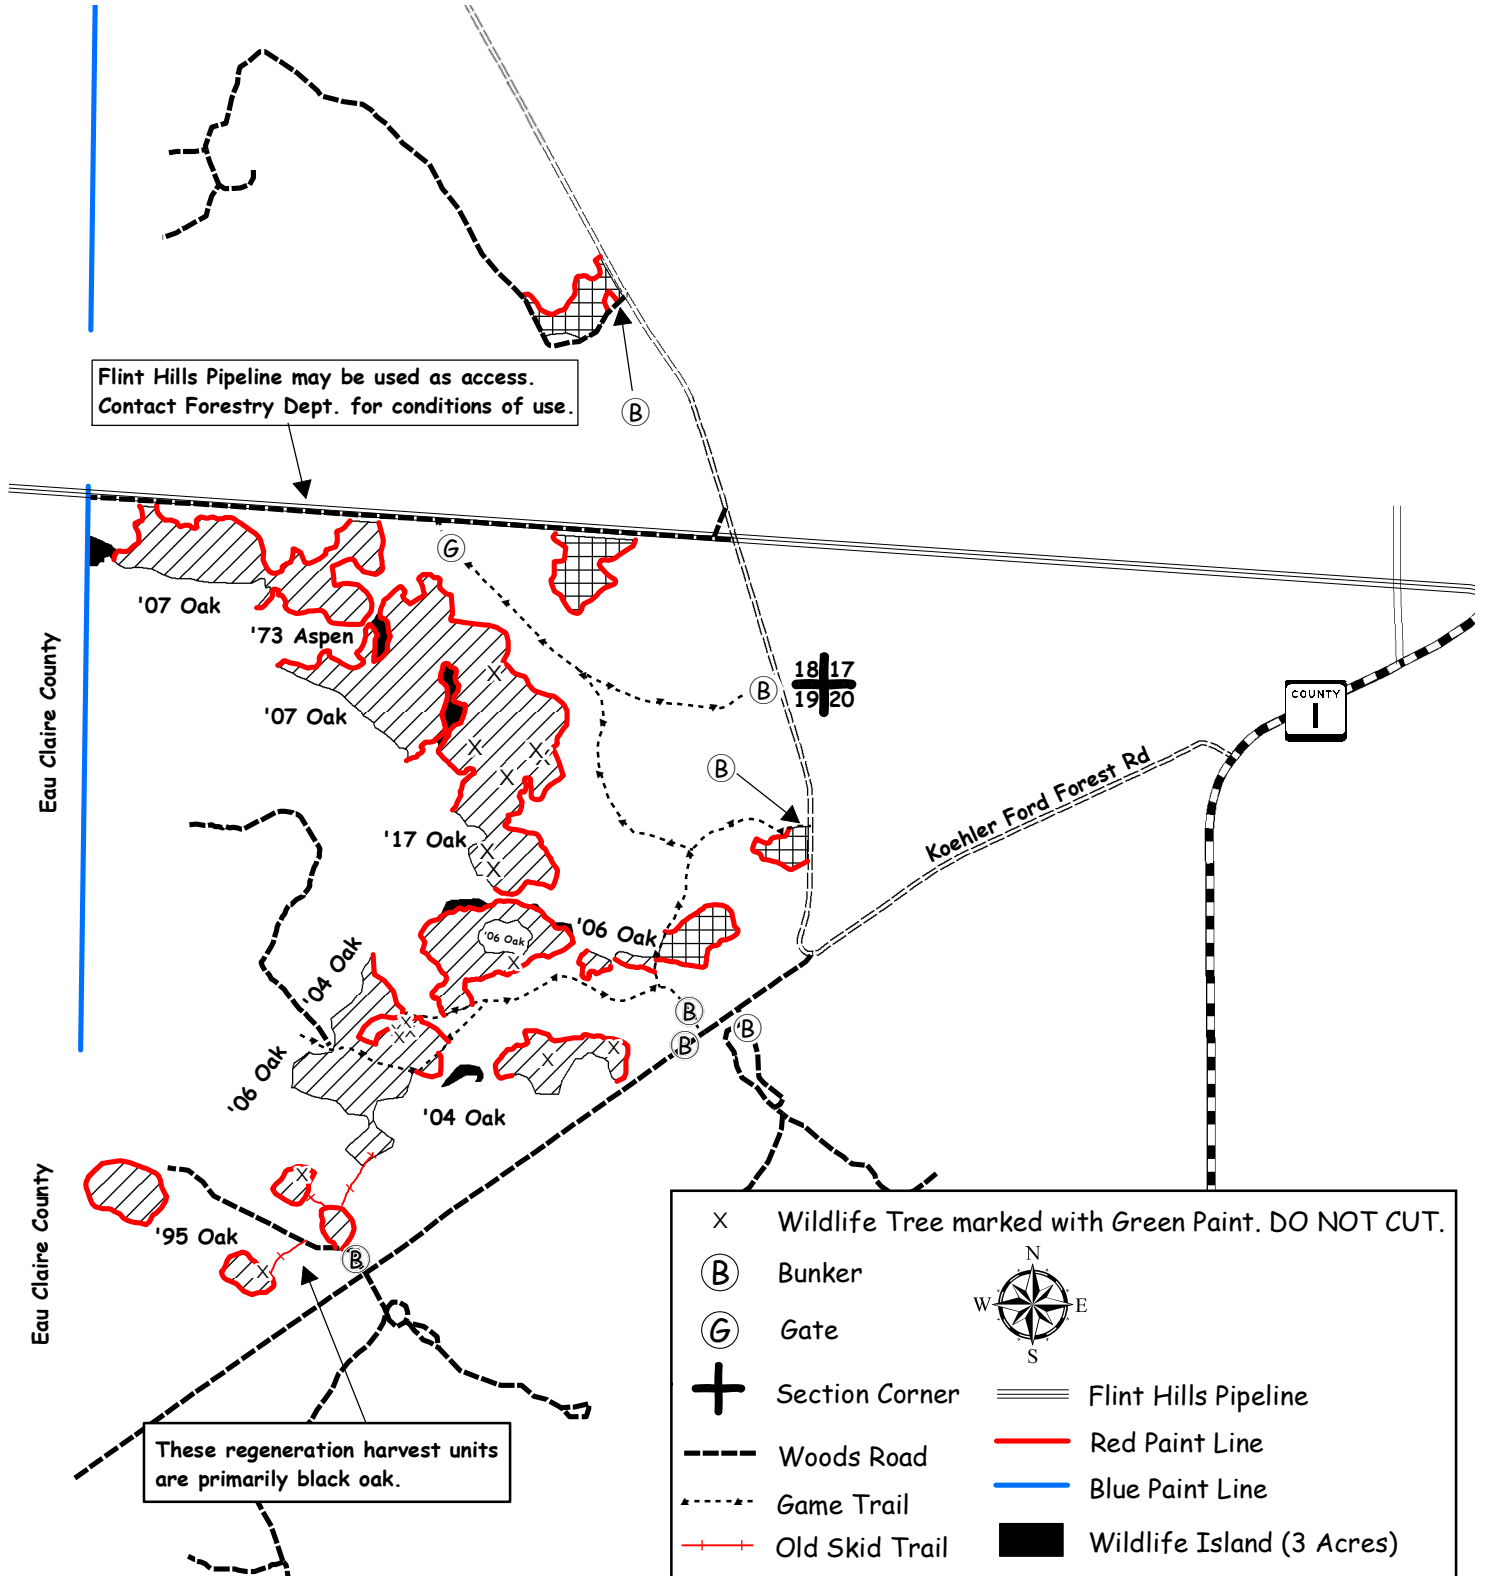 B
Flint Hills Pipeline may be used as access.
Contact Forestry Dept. for conditions of use.
G
'07 Oak
'73 Aspen
'07 Oak
B
18 17
19 20
COUNTY
I
Eau Claire County
B
Koehler Ford Forest Rd
'17 Oak
'06 Oak
'06 Oak
'04 Oak
B
B
B
'06 Oak
'04 Oak
Eau Claire County
'95 Oak
B
These regeneration harvest units
are primarily black oak.
X Wildlife Tree marked with Green Paint. DO NOT CUT.
B Bunker
G Gate
N
W E
S
Section Corner
Flint Hills Pipeline
Woods Road
Red Paint Line
Game Trail
Blue Paint Line
Old Skid Trail
Wildlife Island (3 Acres)